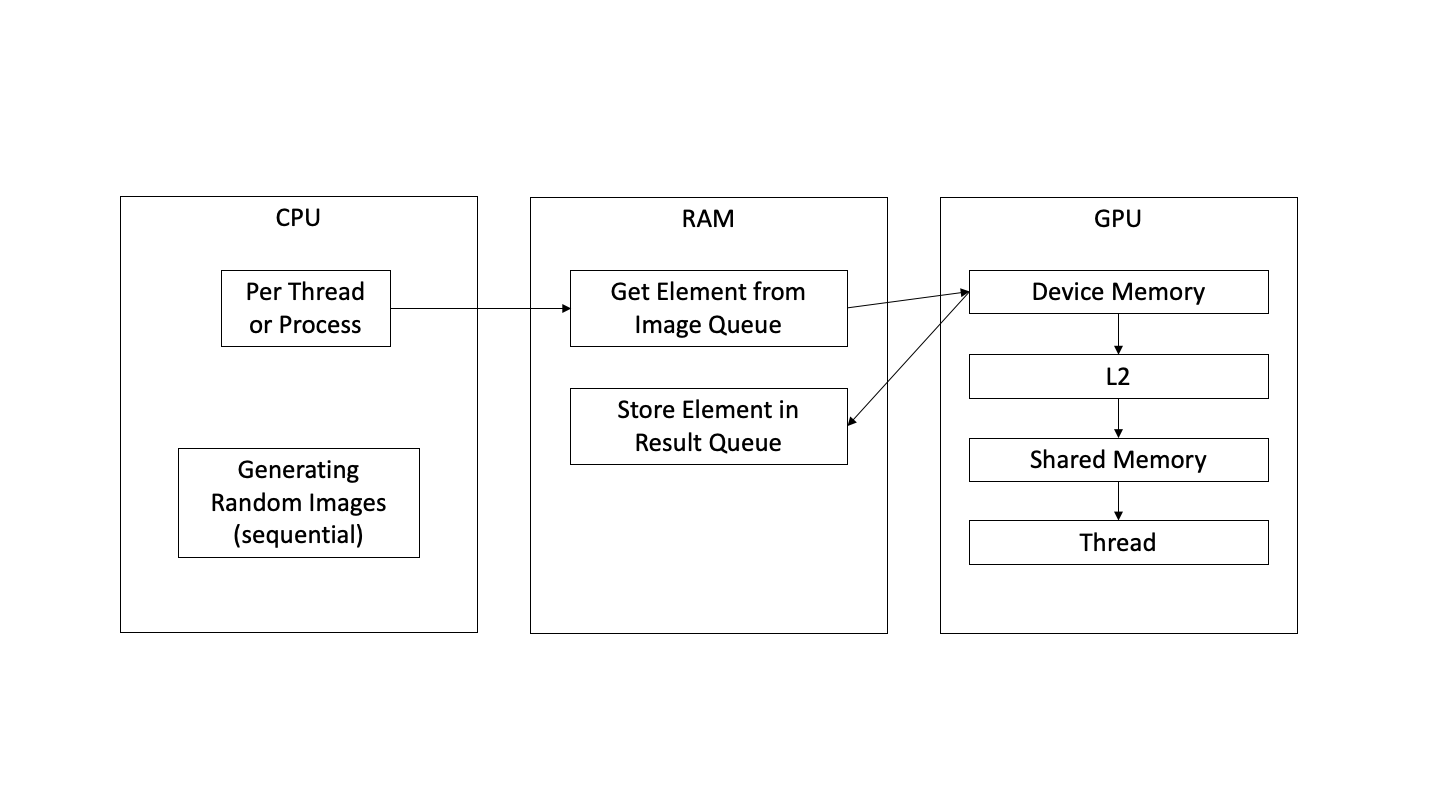 CPU
Per Thread
or Process
Generating
Random Images
(sequential)
RAM
Get Element from
Image Queue
Store Element in
Result Queue
GPU
Device Memory
L2
Shared Memory
Thread